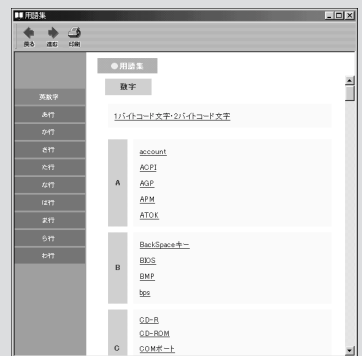 用語集
戻る 進む 印刷
●用語集
数字
1バイトコード文字・2バイトコード文字
英数字
あ行
か行
さ行
た行
な行
は行
ま行
ら行
わ行
A
account
ACPI
AGP
APM
ATOK
B
BackSpaceキー
BIOS
BMP
bps
C
CD-R
CD-ROM
COMポート